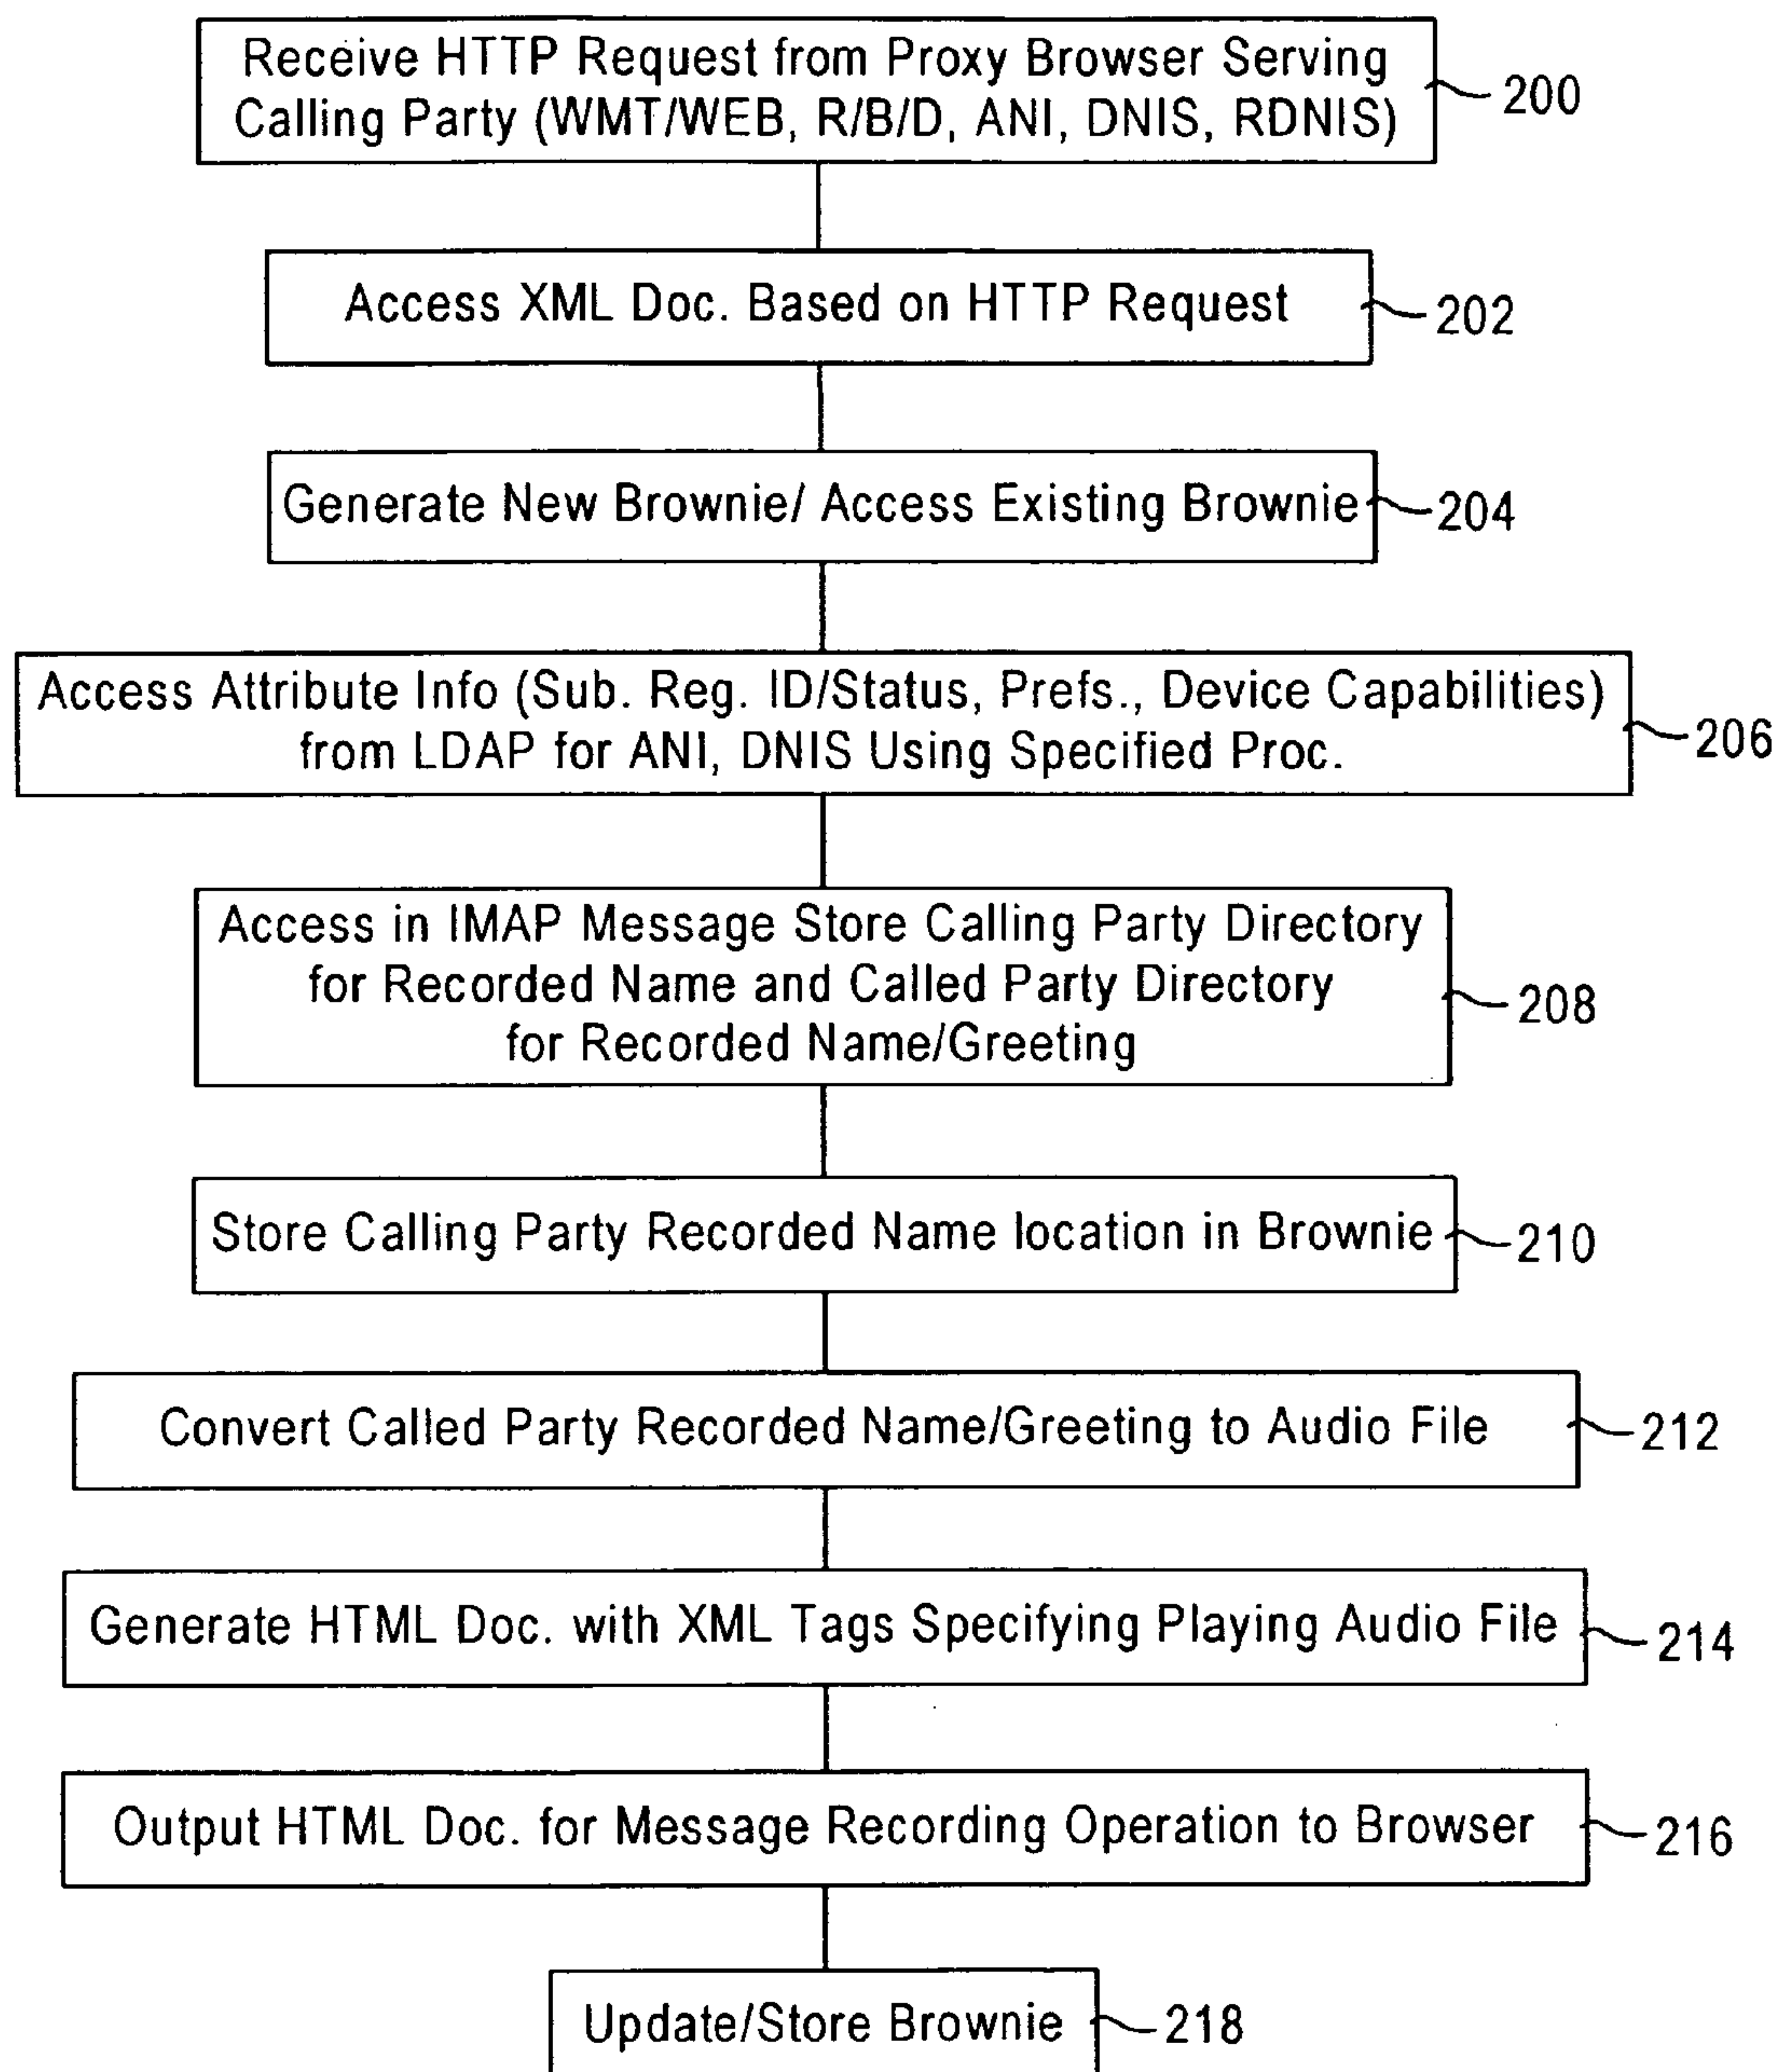 Receive HTTP Request from Proxy Browser Serving
Calling Party (WMT/WEB, R/B/D, ANI, DNIS, RDNIS)
200
Access XML Doc. Based on HTTP Request
202
Generate New Brownie/ Access Existing Brownie
204
Access Attribute Info (Sub. Reg. ID/Status, Prefs., Device Capabilities)
from LDAP for ANI, DNIS Using Specified Proc.
206
Access in IMAP Message Store Calling Party Directory
for Recorded Name and Called Party Directory
for Recorded Name/Greeting
208
Store Calling Party Recorded Name location in Brownie
210
Convert Called Party Recorded Name/Greeting to Audio File
212
Generate HTML Doc. with XML Tags Specifying Playing Audio File
214
Output HTML Doc. for Message Recording Operation to Browser
216
Update/Store Brownie
218